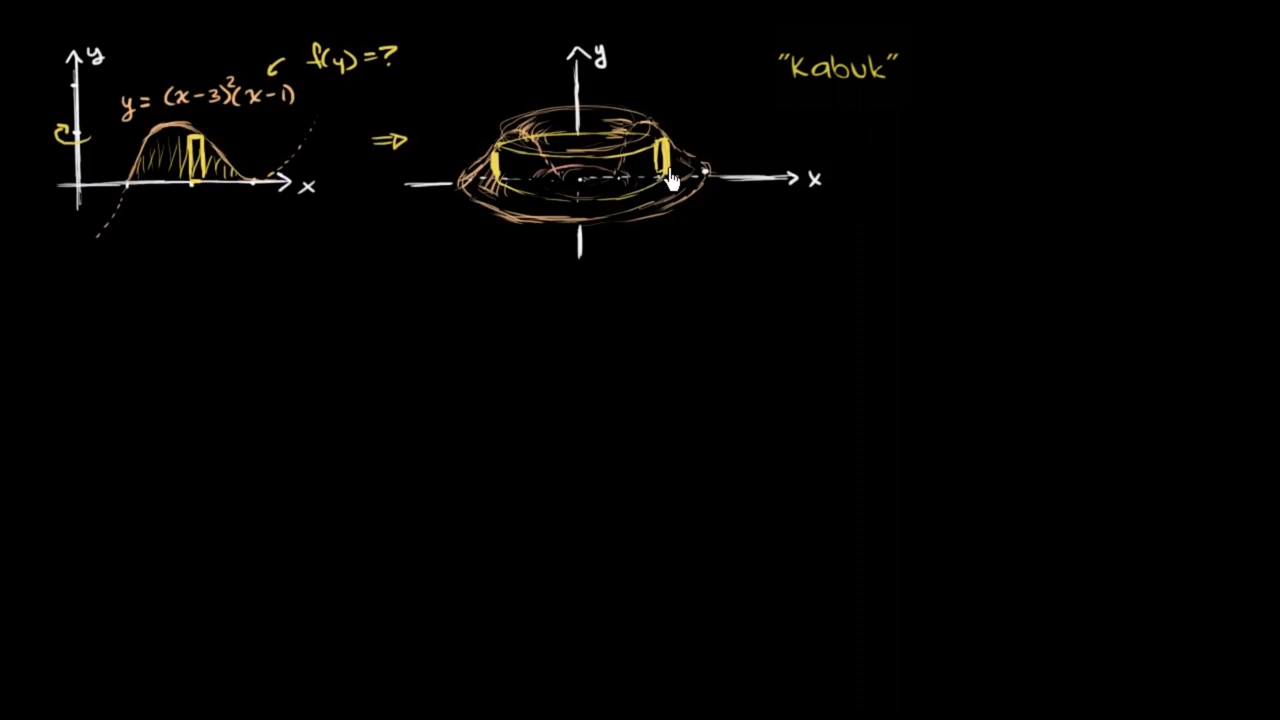 y
f(y) = ?
y = (x-3)²(x-1)
x
⇒
y
x
"Kabuk"